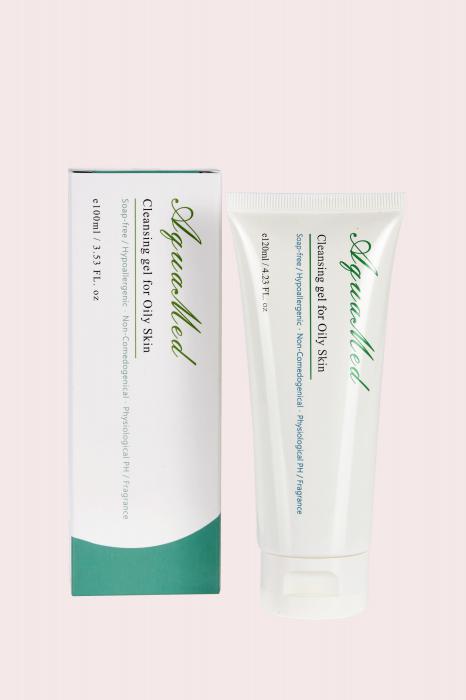 AquaMed
Cleansing gel for Oily Skin
Soap-free / Hypoallergenic - Non-Comedogenical - Physiological PH / Fragrance
e100ml / 3.53 FL. oz
AquaMed
Cleansing gel for Oily Skin
Soap-free / Hypoallergenic - Non-Comedogenical - Physiological PH / Fragrance
e120ml / 4.23 FL. oz